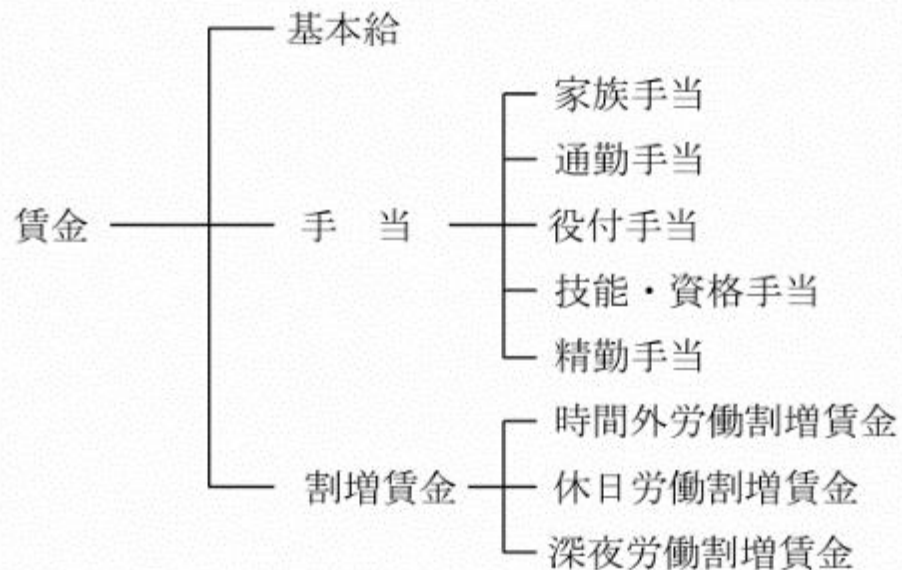 基本給
家族手当
通勤手当
賃金
手　当
役付手当
技能・資格手当
精勤手当
時間外労働割増賃金
割増賃金
休日労働割増賃金
深夜労働割増賃金